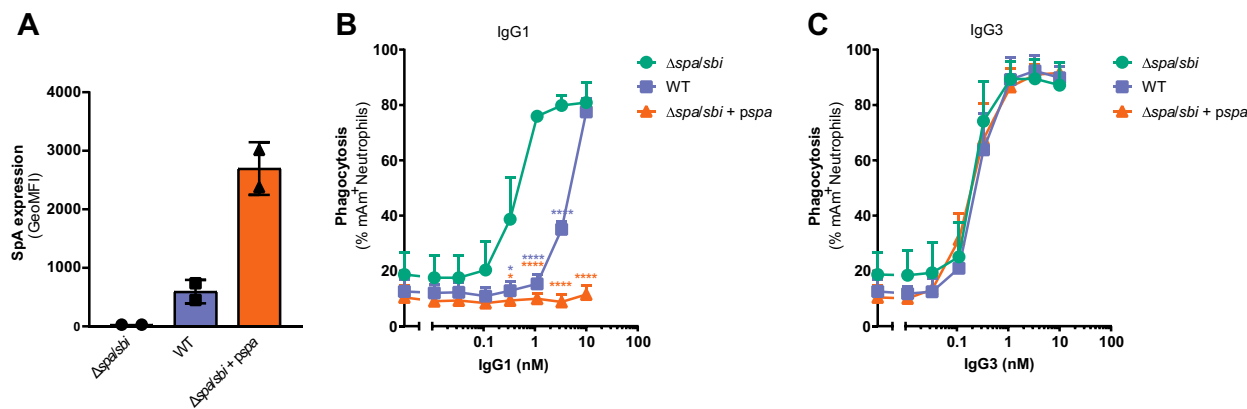 A
SpA expression
(GeoMFI)
4000
3000
2000
1000
0
Δspa/sbi
WT
Δspa/sbi + pspa
B
IgG1
Phagocytosis
(% mAm+ Neutrophils)
100
80
60
40
20
0
****
****
****
*
*
****
****
0.1
1
10
IgG1 (nM)
Δspa/sbi
WT
Δspa/sbi + pspa
C
IgG3
Phagocytosis
(% mAm+ Neutrophils)
100
80
60
40
20
0
0.1
1
10
IgG3 (nM)
Δspa/sbi
WT
Δspa/sbi + pspa